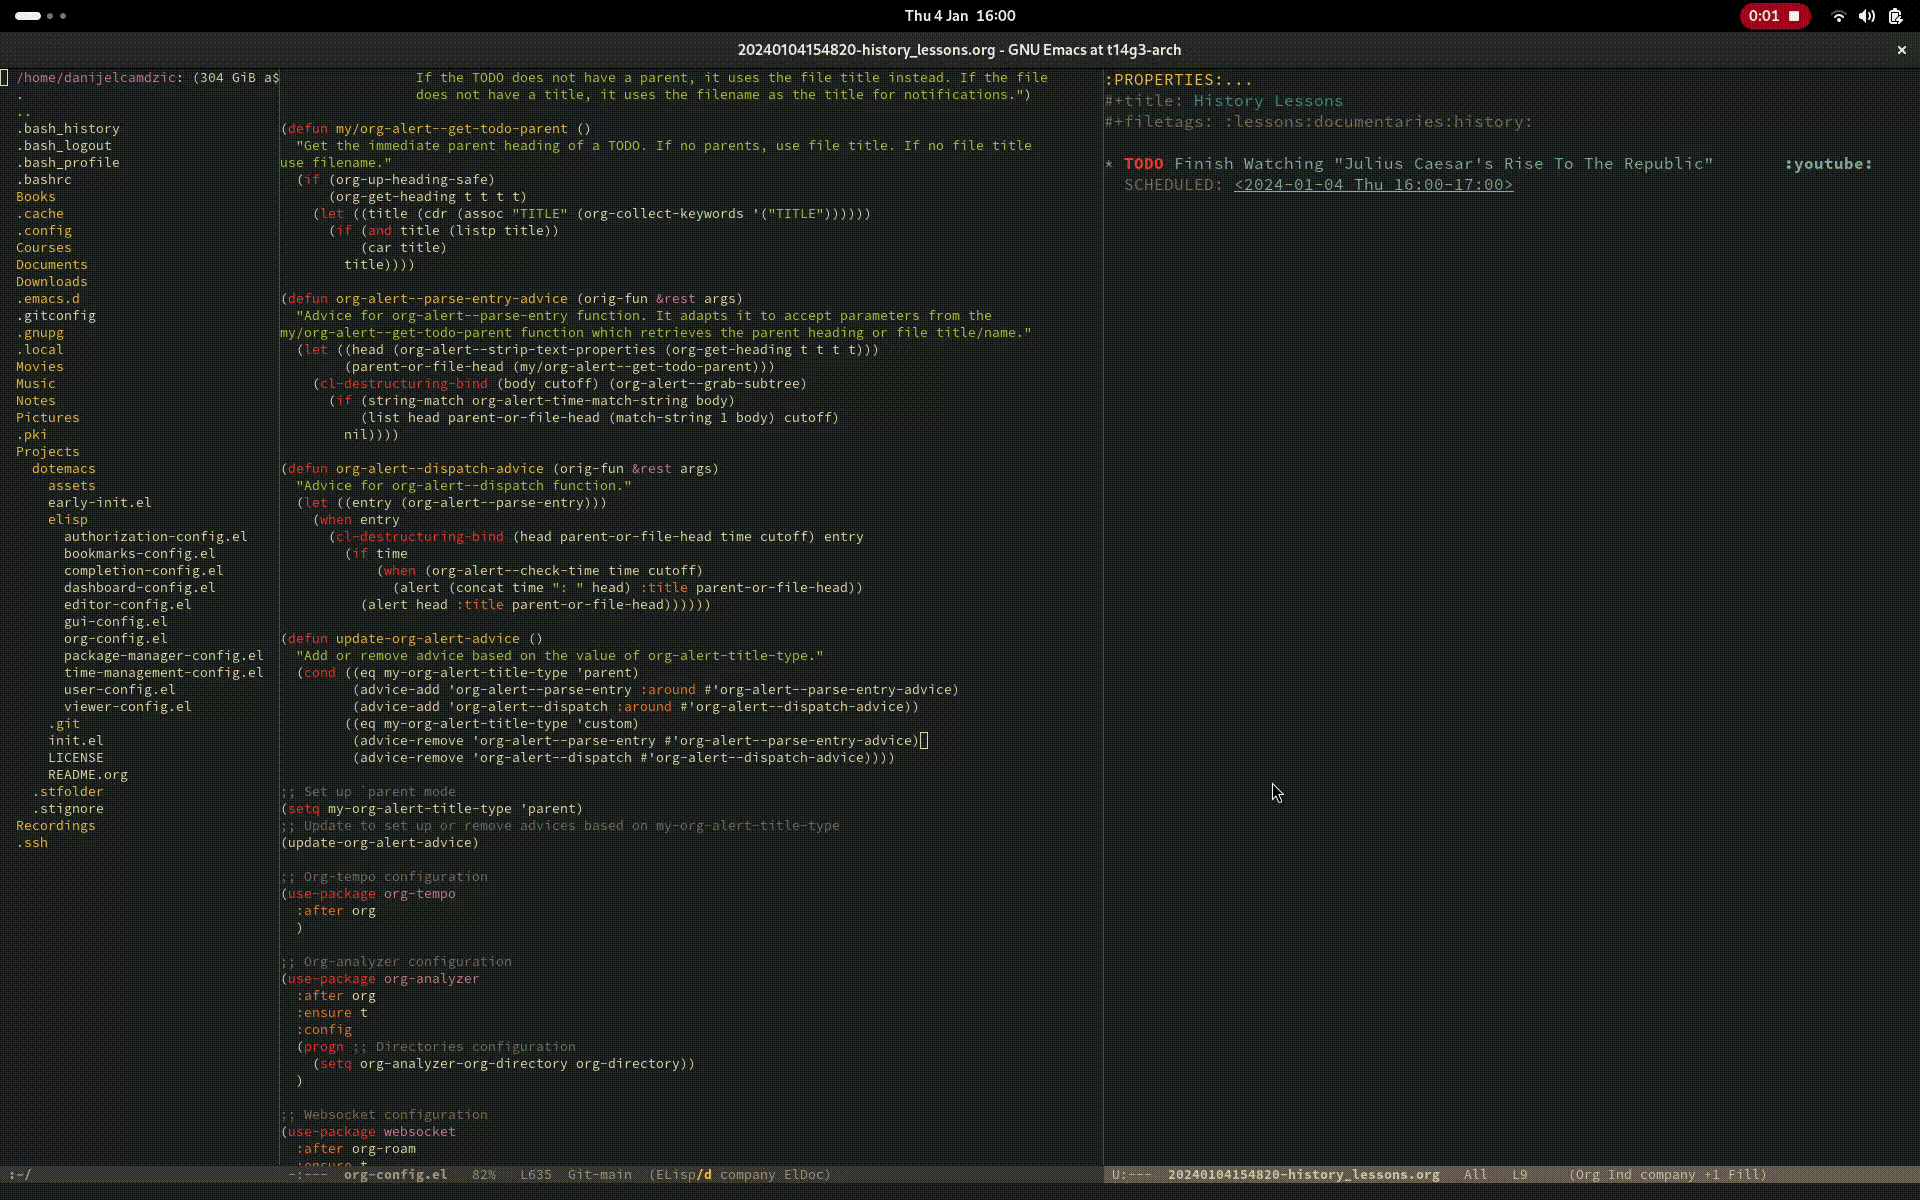 Thu 4 Jan 16:00
0:01
20240104154820-history_lessons.org - GNU Emacs at t14g3-arch
/home/danijelcamdzic: (304 GiB a$
.
..
.bash_history
.bash_logout
.bash_profile
.bashrc
Books
.cache
.config
Courses
Documents
Downloads
.emacs.d
.gitconfig
.gnupg
.local
Movies
Music
Notes
Pictures
.pki
Projects
dotemacs
assets
early-init.el
elisp
authorization-config.el
bookmarks-config.el
completion-config.el
dashboard-config.el
editor-config.el
gui-config.el
org-config.el
package-manager-config.el
time-management-config.el
user-config.el
viewer-config.el
.git
init.el
LICENSE
README.org
.stfolder
.stignore
Recordings
.ssh
:~/
If the TODO does not have a parent, it uses the file title instead. If the file
does not have a title, it uses the filename as the title for notifications.")
(defun my/org-alert--get-todo-parent ()
"Get the immediate parent heading of a TODO. If no parents, use file title. If no file title
use filename."
(if (org-up-heading-safe)
(org-get-heading t t t t)
(let ((title (cdr (assoc "TITLE" (org-collect-keywords '("TITLE"))))))
(if (and title (listp title))
(car title)
title))))
(defun org-alert--parse-entry-advice (orig-fun &rest args)
"Advice for org-alert--parse-entry function. It adapts it to accept parameters from the
my/org-alert--get-todo-parent function which retrieves the parent heading or file title/name."
(let ((head (org-alert--strip-text-properties (org-get-heading t t t t)))
(parent-or-file-head (my/org-alert--get-todo-parent)))
(cl-destructuring-bind (body cutoff) (org-alert--grab-subtree)
(if (string-match org-alert-time-match-string body)
(list head parent-or-file-head (match-string 1 body) cutoff)
nil))))
(defun org-alert--dispatch-advice (orig-fun &rest args)
"Advice for org-alert--dispatch function."
(let ((entry (org-alert--parse-entry)))
(when entry
(cl-destructuring-bind (head parent-or-file-head time cutoff) entry
(if time
(when (org-alert--check-time time cutoff)
(alert (concat time ": " head) :title parent-or-file-head))
(alert head :title parent-or-file-head))))))
(defun update-org-alert-advice ()
"Add or remove advice based on the value of org-alert-title-type."
(cond ((eq my-org-alert-title-type 'parent)
(advice-add 'org-alert--parse-entry :around #'org-alert--parse-entry-advice)
(advice-add 'org-alert--dispatch :around #'org-alert--dispatch-advice))
((eq my-org-alert-title-type 'custom)
(advice-remove 'org-alert--parse-entry #'org-alert--parse-entry-advice)
(advice-remove 'org-alert--dispatch #'org-alert--dispatch-advice))))
;; Set up `parent mode
(setq my-org-alert-title-type 'parent)
;; Update to set up or remove advices based on my-org-alert-title-type
(update-org-alert-advice)
;; Org-tempo configuration
(use-package org-tempo
:after org
)
;; Org-analyzer configuration
(use-package org-analyzer
:after org
:ensure t
:config
(progn ;; Directories configuration
(setq org-analyzer-org-directory org-directory))
)
;; Websocket configuration
(use-package websocket
:after org-roam
:ensure t
-:--- org-config.el 82% L635 Git-main (ELisp/d company ElDoc)
:PROPERTIES:...
#+title: History Lessons
#+filetags: :lessons:documentaries:history:
* TODO Finish Watching "Julius Caesar's Rise To The Republic" :youtube:
SCHEDULED: <2024-01-04 Thu 16:00-17:00>
U:--- 20240104154820-history_lessons.org All L9 (Org Ind company +1 Fill)